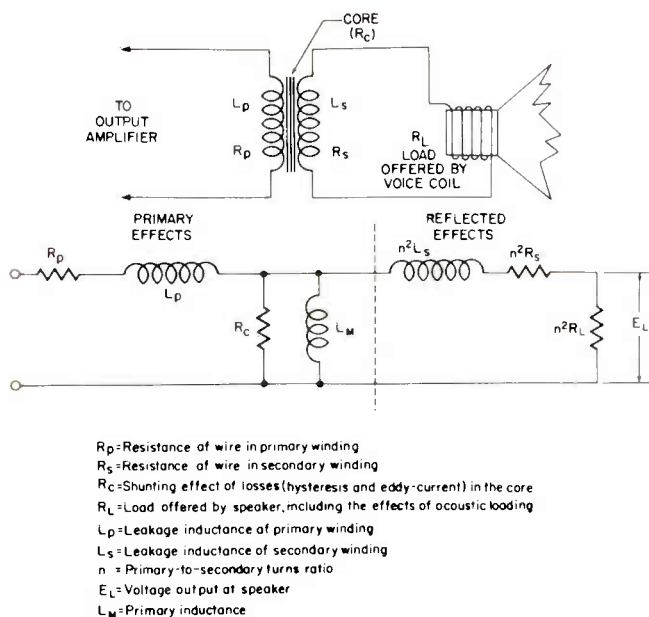 CORE
(Rc)
TO
OUTPUT
AMPLIFIER
Lp
Ls
Rp
Rs
RL
LOAD
OFFERED BY
VOICE COIL
PRIMARY
EFFECTS
REFLECTED
EFFECTS
Rp
Lp
Rc
LM
n²Ls
n²Rs
n²RL
EL
Rp=Resistance of wire in primary winding
Rs=Resistance of wire in secondary winding
Rc=Shunting effect of losses (hysteresis and eddy-current) in the core
RL=Load offered by speaker, including the effects of acoustic loading
Lp=Leakage inductance of primary winding
Ls=Leakage inductance of secondary winding
n = Primary-to-secondary turns ratio
EL=Voltage output at speaker
LM=Primary inductance